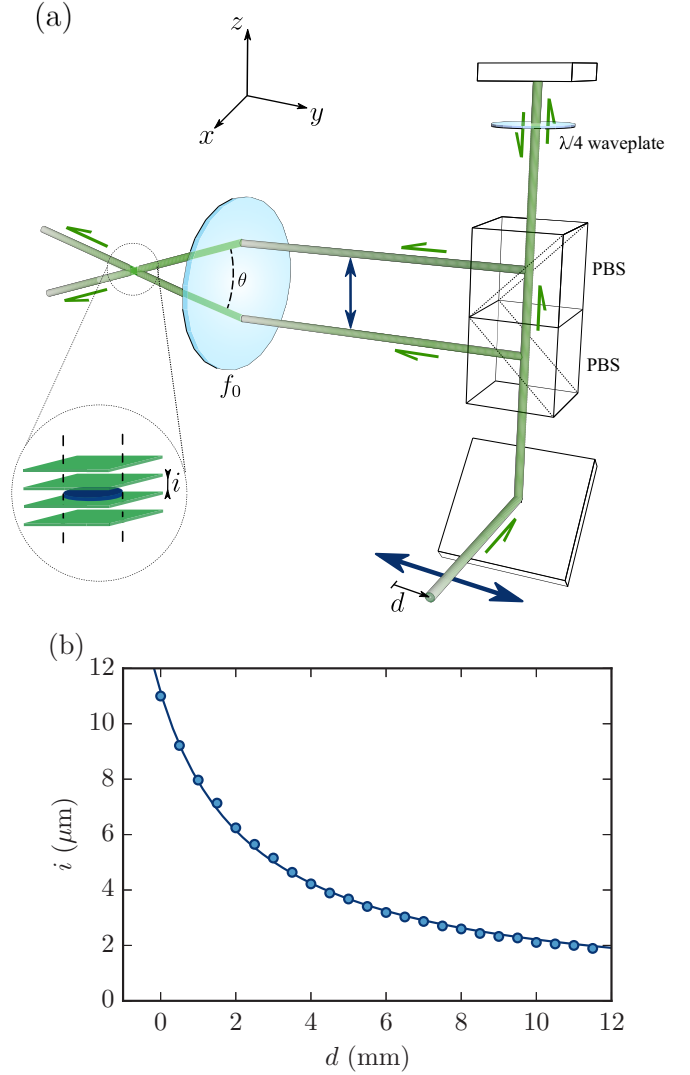 (a)
z
y
x
λ/4 waveplate
PBS
θ
PBS
f₀
i
d
(b)
12
10
8
6
4
2
0
i (μm)
0 2 4 6 8 10 12
d (mm)